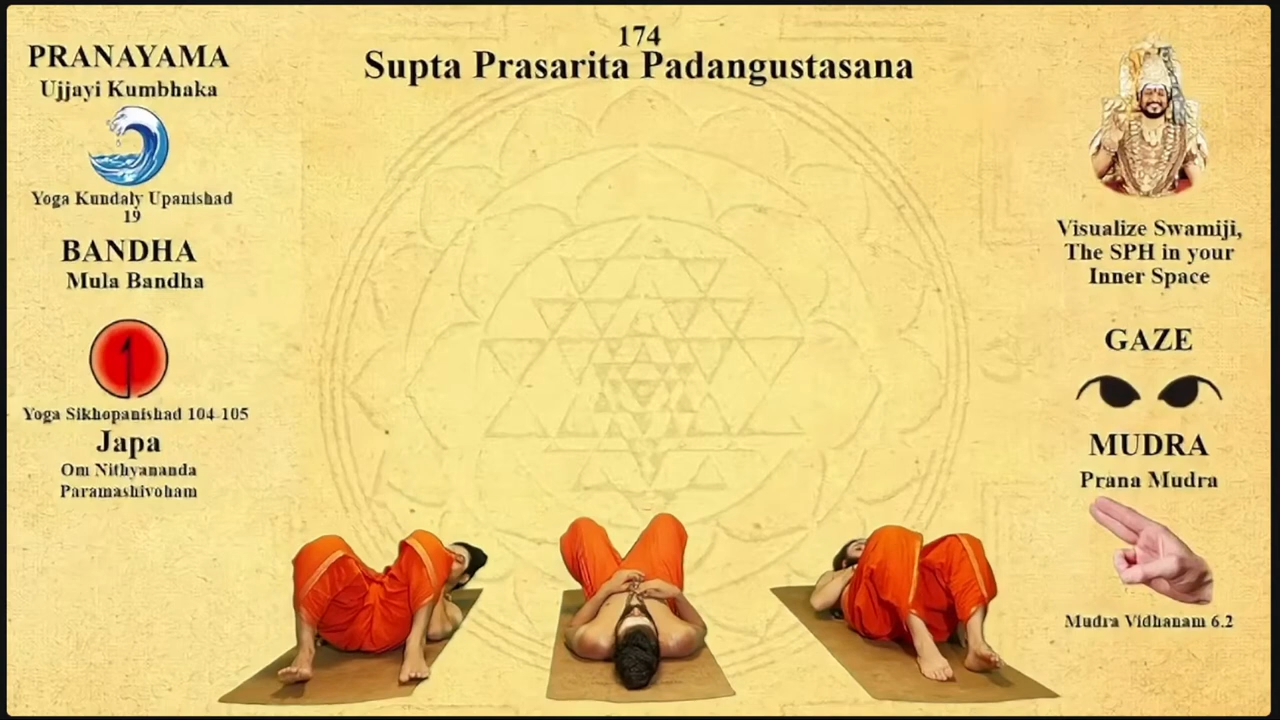 174
Supta Prasarita Padangustasana
PRANAYAMA
Ujjayi Kumbhaka
Yoga Kundaly Upanishad
19
BANDHA
Mula Bandha
Yoga Sikhopanishad 104-105
Japa
Om Nithyananda
Paramashivoham
Visualize Swamiji,
The SPH in your
Inner Space
GAZE
MUDRA
Prana Mudra
Mudra Vidhanam 6.2